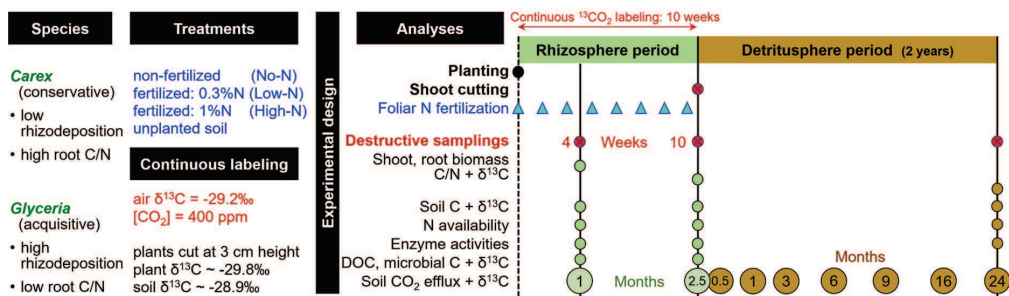 Species
Treatments
Carex
(conservative)
• low
rhizodeposition
• high root C/N
Glyceria
(acquisitive)
• high
rhizodeposition
• low root C/N
non-fertilized (No-N)
fertilized: 0.3%N (Low-N)
fertilized: 1%N (High-N)
unplanted soil
Continuous labeling
air δ¹³C = -29.2‰
[CO₂] = 400 ppm
plants cut at 3 cm height
plant δ¹³C ~ -29.8‰
soil δ¹³C ~ -28.9‰
Experimental design
Analyses
Continuous ¹³CO₂ labeling: 10 weeks
Rhizosphere period
Detritusphere period (2 years)
Planting
Shoot cutting
Foliar N fertilization
Destructive samplings
4 Weeks 10
Shoot, root biomass
C/N + δ¹³C
Soil C + δ¹³C
N availability
Enzyme activities
DOC, microbial C + δ¹³C
Soil CO₂ efflux + δ¹³C
Months
1 Months 2.5 0.5 1 3 6 9 16 24